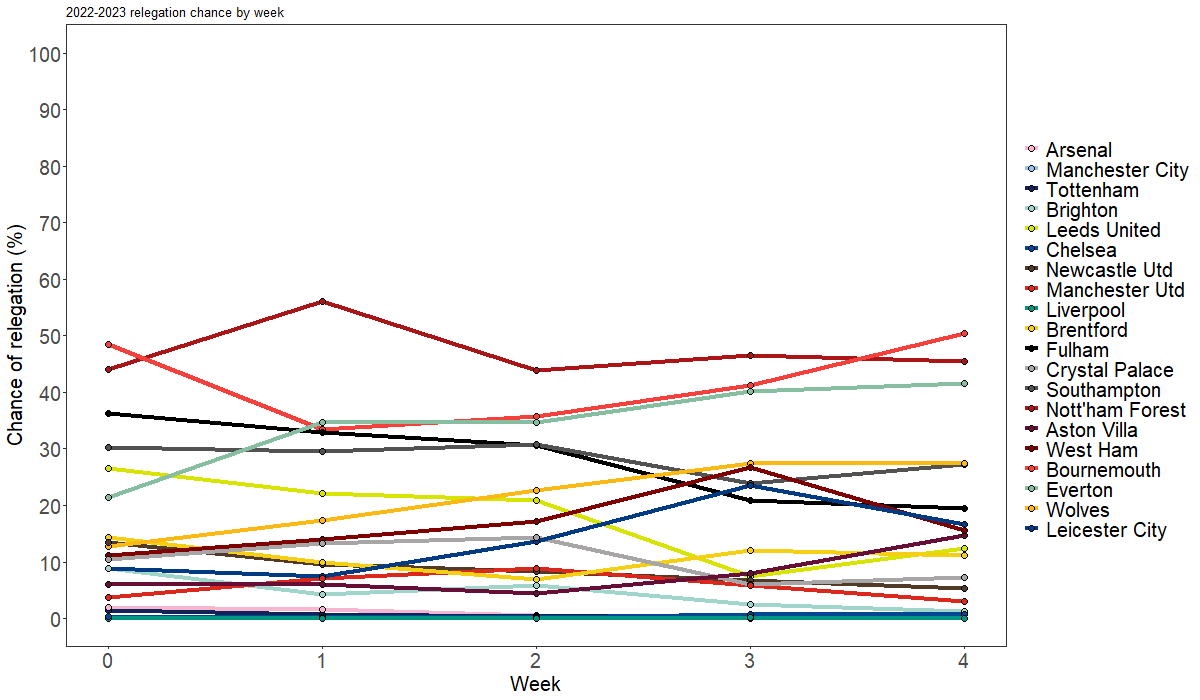 2022-2023 relegation chance by week
100
90
80
70
60
50
40
30
20
10
0
Chance of relegation (%)
0 1 2 3 4
Week
Arsenal
Manchester City
Tottenham
Brighton
Leeds United
Chelsea
Newcastle Utd
Manchester Utd
Liverpool
Brentford
Fulham
Crystal Palace
Southampton
Nott'ham Forest
Aston Villa
West Ham
Bournemouth
Everton
Wolves
Leicester City